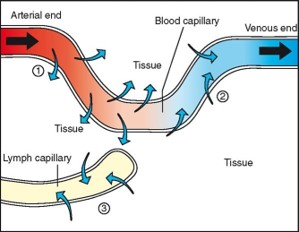 Arterial end
Blood capillary
Venous end
Tissue
1
2
Tissue
Lymph capillary
Tissue
3